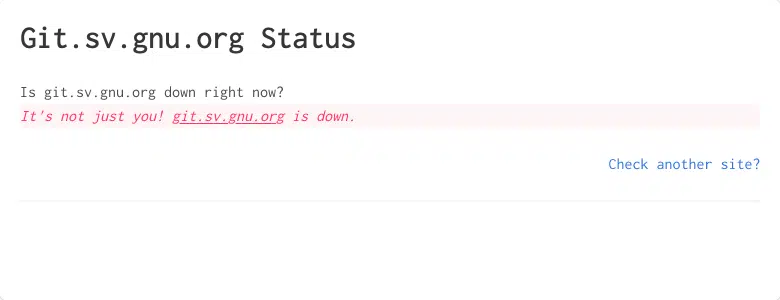 Git.sv.gnu.org Status
Is git.sv.gnu.org down right now?
It's not just you! git.sv.gnu.org is down.
Check another site?